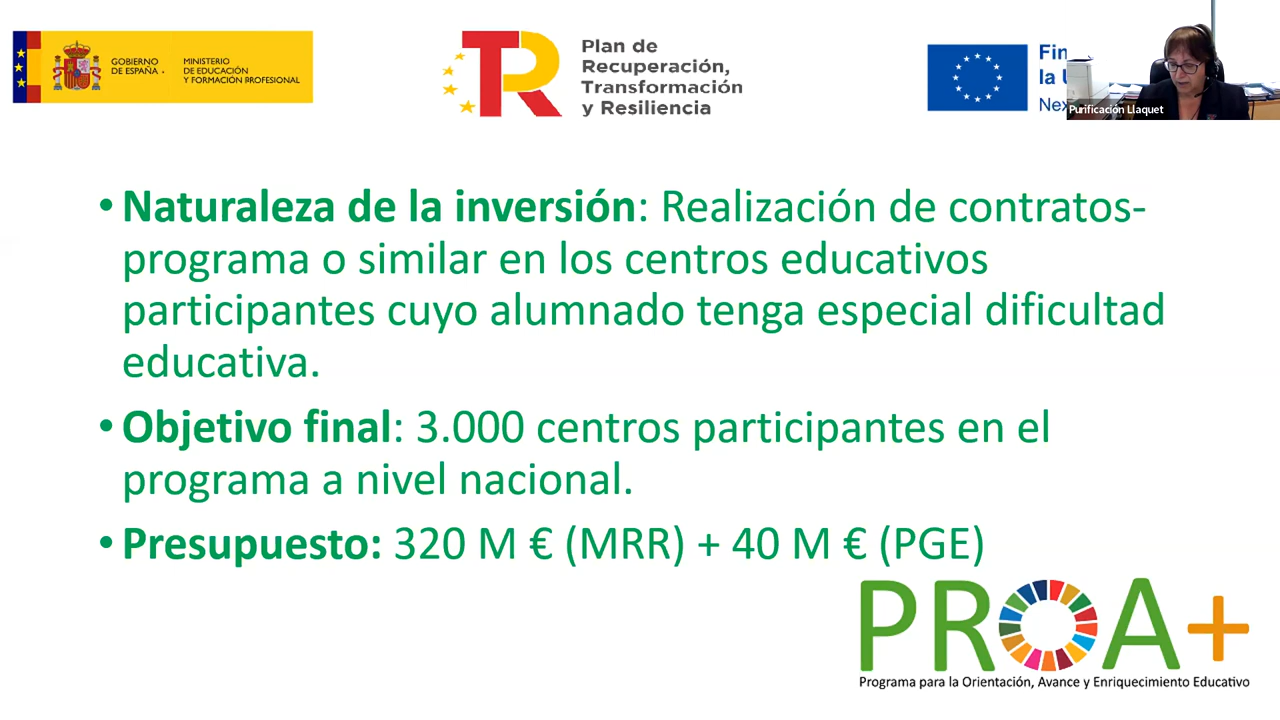 GOBIERNO
DE ESPAÑA
MINISTERIO
DE EDUCACIÓN
Y FORMACIÓN PROFESIONAL
Plan de
Recuperación,
Transformación
y Resiliencia
la
Purificación Llaquet
• Naturaleza de la inversión: Realización de contratos-
programa o similar en los centros educativos
participantes cuyo alumnado tenga especial dificultad
educativa.
• Objetivo final: 3.000 centros participantes en el
programa a nivel nacional.
• Presupuesto: 320 M € (MRR) + 40 M € (PGE)
PROA+
Programa para la Orientación, Avance y Enriquecimiento Educativo